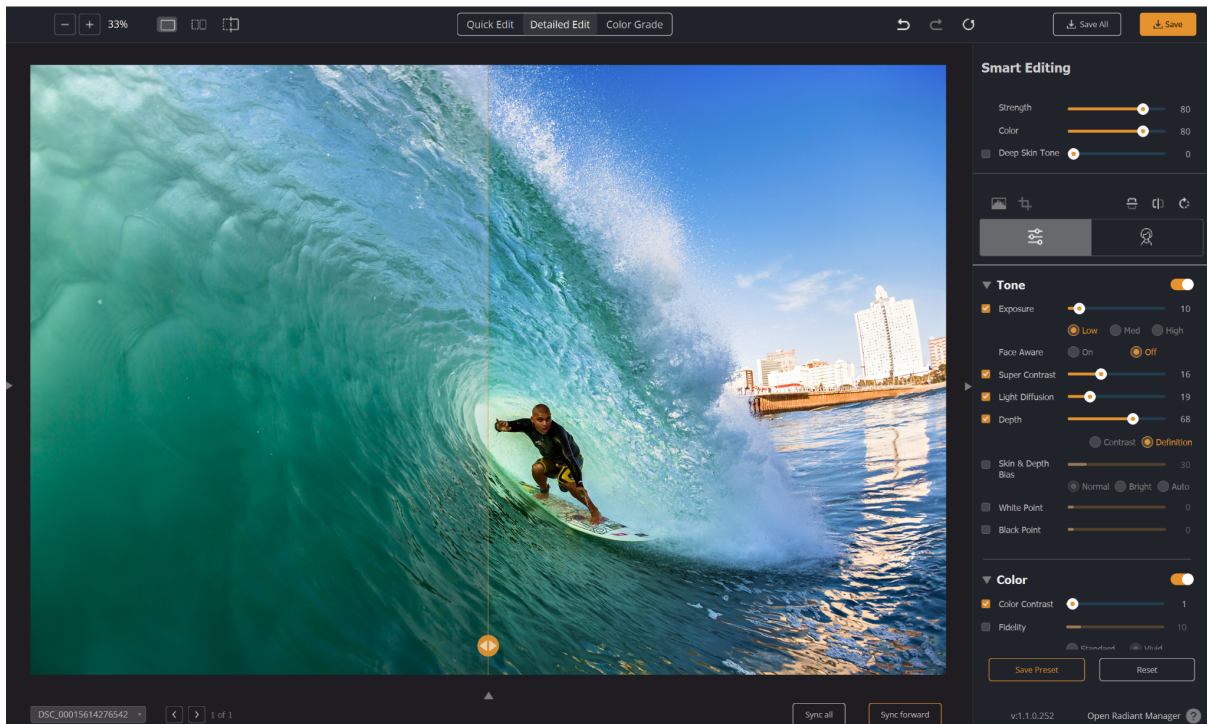 33%
Quick Edit Detailed Edit Color Grade
Save All
Save
Smart Editing
Strength 80
Color 80
Deep Skin Tone 0
Tone
Exposure 10
Low Med High
Face Aware On Off
Super Contrast 16
Light Diffusion 19
Depth 68
Contrast Definition
Skin & Depth 30
Bias
Normal Bright Auto
White Point 0
Black Point 0
Color
Color Contrast 1
Fidelity 10
Standard Vivid
Save Preset Reset
DSC_00015614276542 1 of 1 Sync all Sync forward
v:1.1.0.252 Open Radiant Manager ?